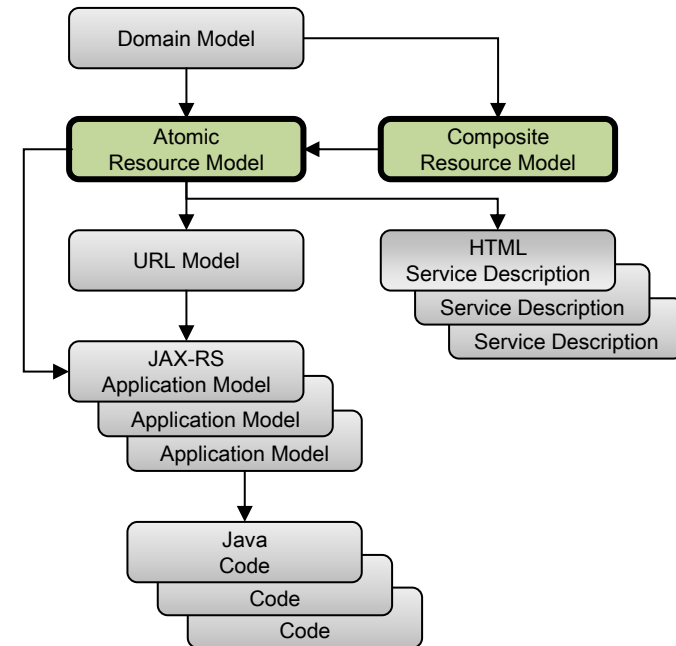 Domain Model
Atomic
Resource Model
Composite
Resource Model
URL Model
HTML
Service Description
Service Description
Service Description
JAX-RS
Application Model
Application Model
Application Model
Java
Code
Code
Code